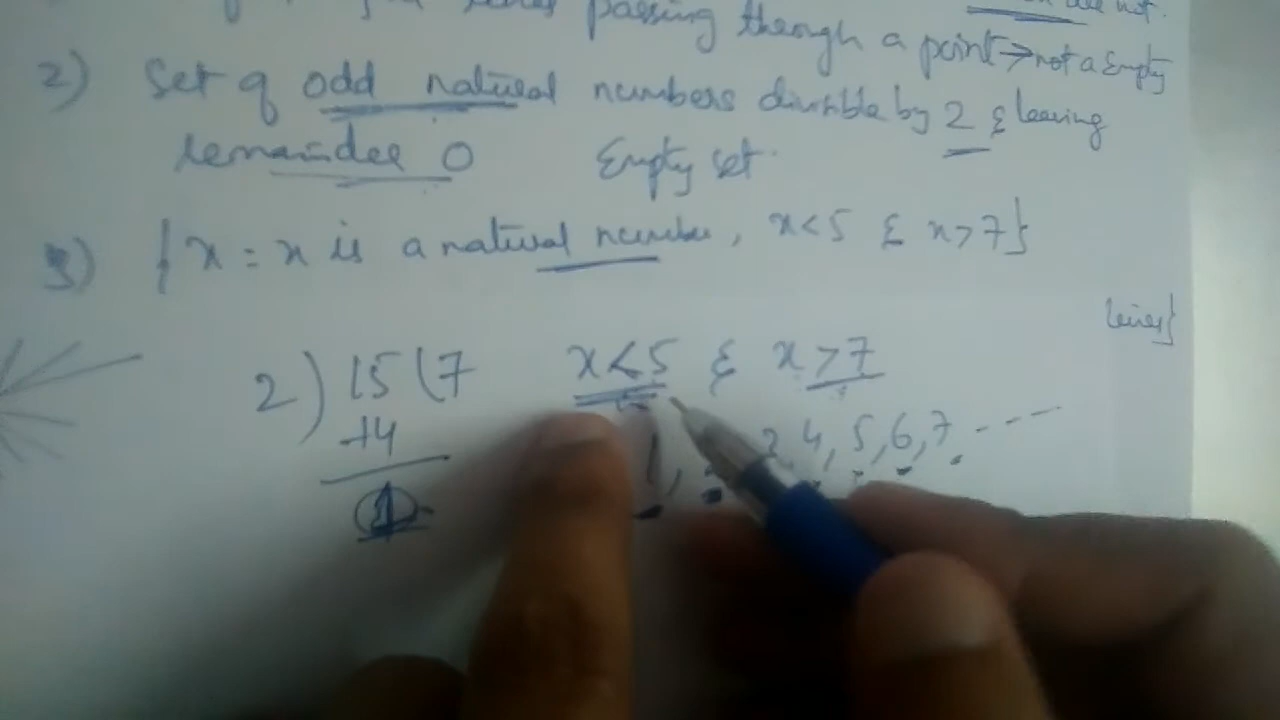 passing through a point → not a Empty
2) Set of odd natural numbers divisible by 2 & leaving
remainder 0 Empty set.
3) {x : x is a natural number, x<5 & x>7}
lines}
2) 15 (7 x<5 & x>7
-14
1
1, 4, 5, 6, 7 - - -